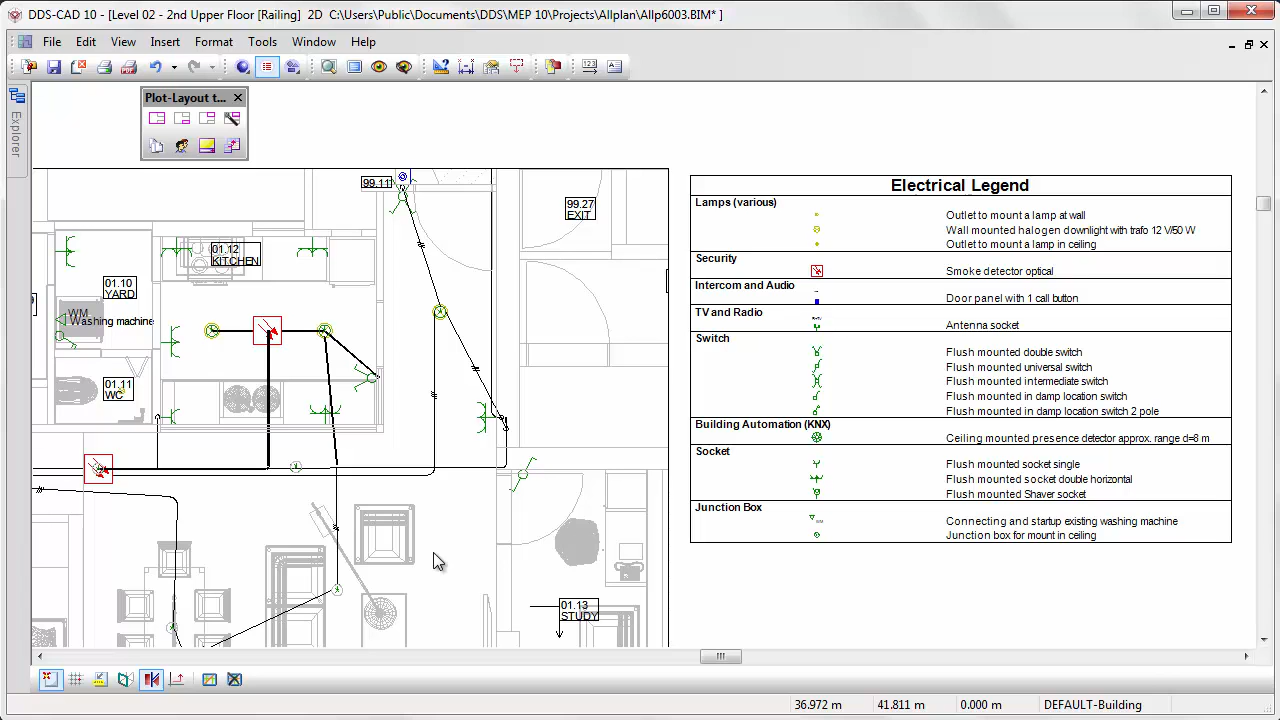 DDS-CAD 10 - [Level 02 - 2nd Upper Floor [Railing]  2D  C:\Users\Public\Documents\DDS\MEP 10\Projects\Allplan\Allp6003.BIM* ]
File Edit View Insert Format Tools Window Help
Explorer
Plot-Layout t...
99.11
99.27
EXIT
01.12
KITCHEN
01.10
YARD
WM
Washing machine
01.11
WC
01.13
STUDY
Electrical Legend
Lamps (various)
Outlet to mount a lamp at wall
Wall mounted halogen downlight with trafo 12 V/50 W
Outlet to mount a lamp in ceiling
Security
Smoke detector optical
Intercom and Audio
Door panel with 1 call button
TV and Radio
Antenna socket
Switch
Flush mounted double switch
Flush mounted universal switch
Flush mounted intermediate switch
Flush mounted in damp location switch
Flush mounted in damp location switch 2 pole
Building Automation (KNX)
Ceiling mounted presence detector approx. range d=8 m
Socket
Flush mounted socket single
Flush mounted socket double horizontal
Flush mounted Shaver socket
Junction Box
WM Connecting and startup existing washing machine
Junction box for mount in ceiling
36.972 m 41.811 m 0.000 m DEFAULT-Building